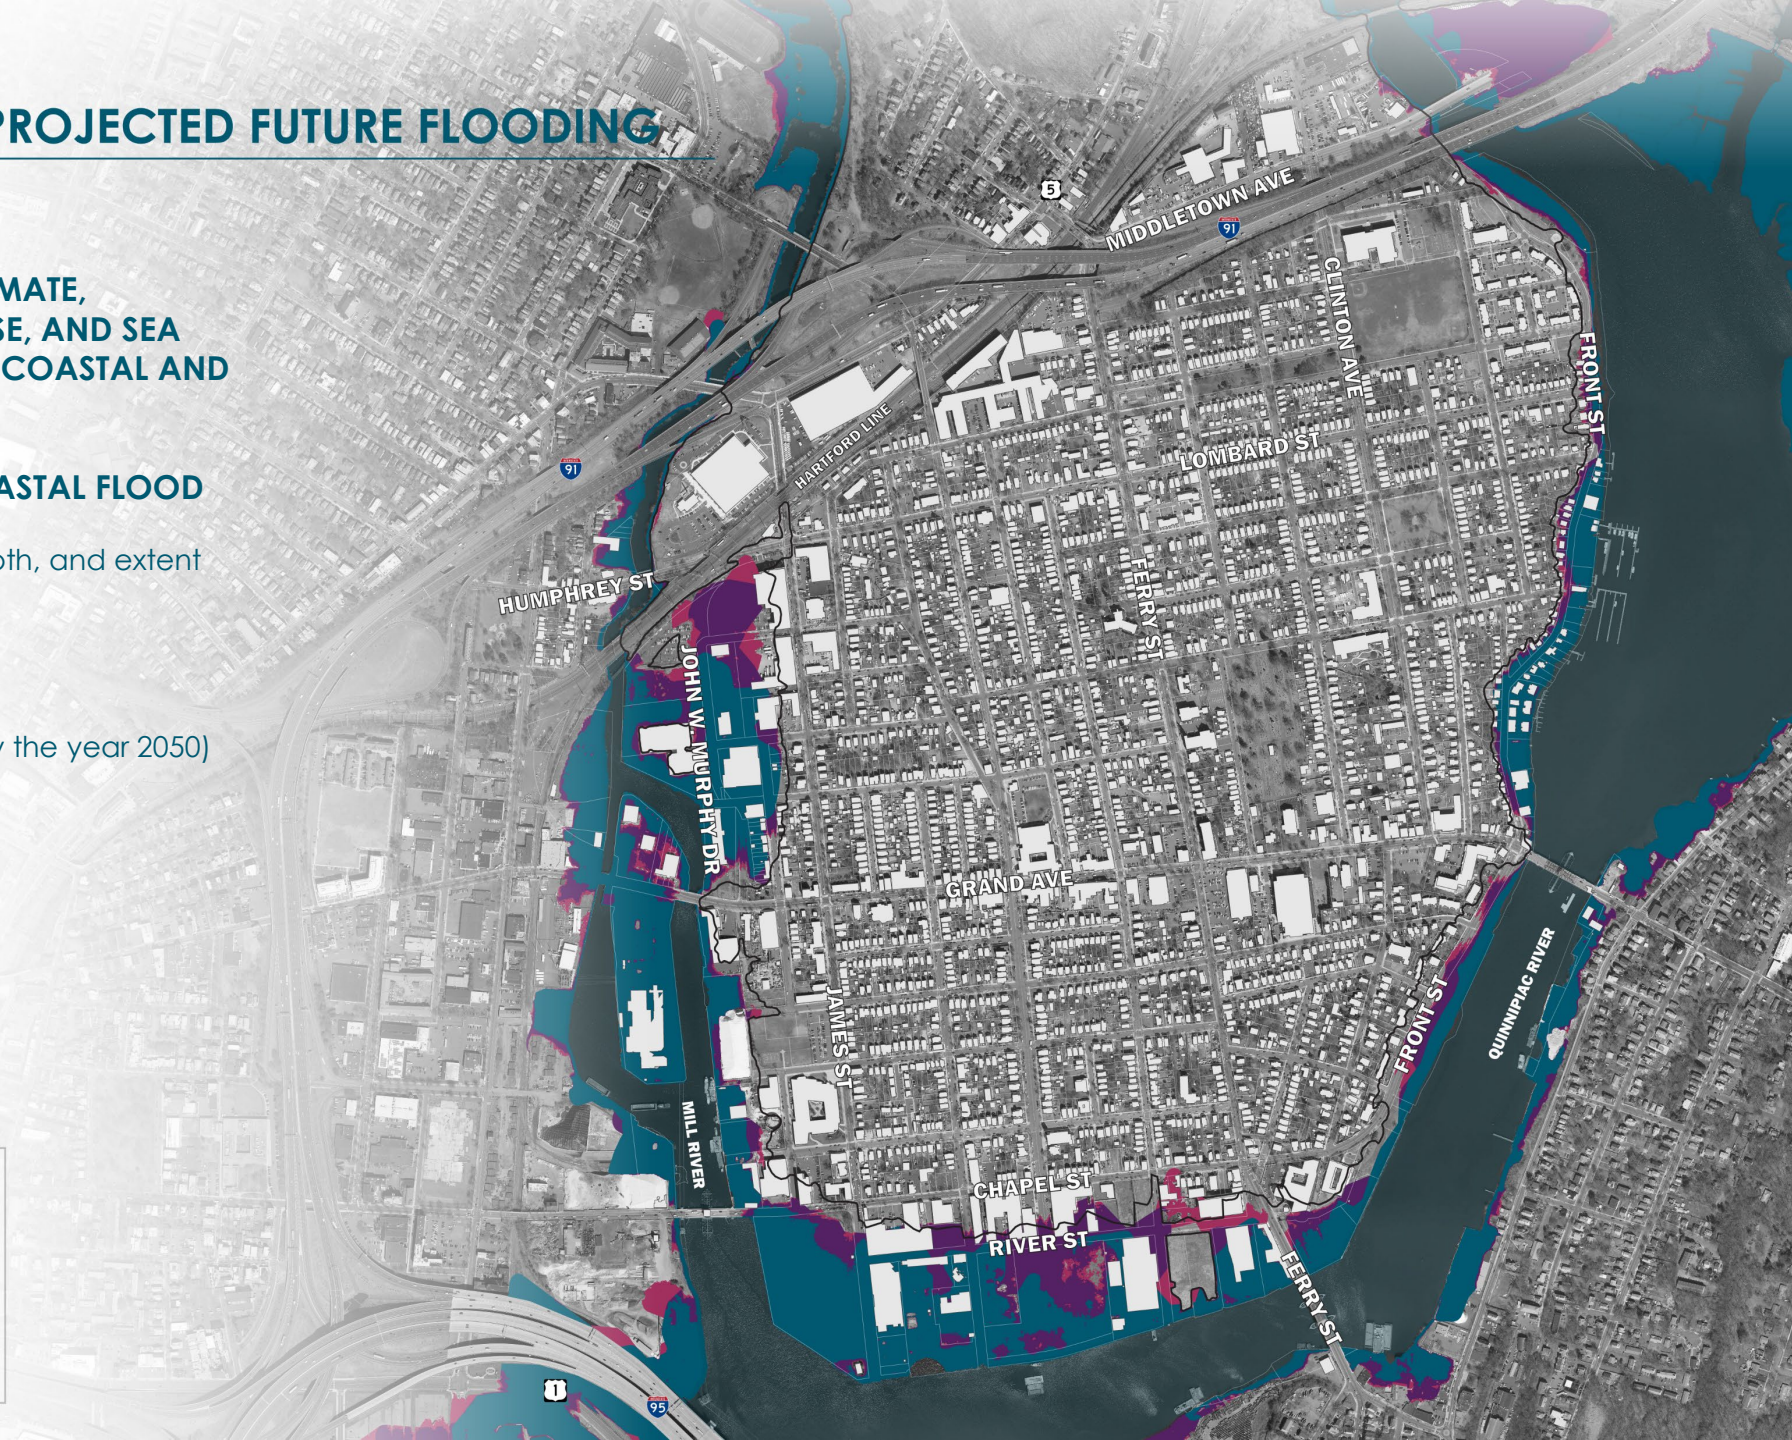 PROJECTED FUTURE FLOODING
MATE,
SE, AND SEA
COASTAL AND
ASTAL FLOOD
pth, and extent
y the year 2050)
5
MIDDLETOWN AVE
91
CLINTON AVE
FRONT ST
HARTFORD LINE
LOMBARD ST
91
HUMPHREY ST
FERRY ST
JOHN W. MURPHY DR
GRAND AVE
QUINNIPIAC RIVER
FRONT ST
JAMES ST
MILL RIVER
CHAPEL ST
RIVER ST
FERRY ST
1
95